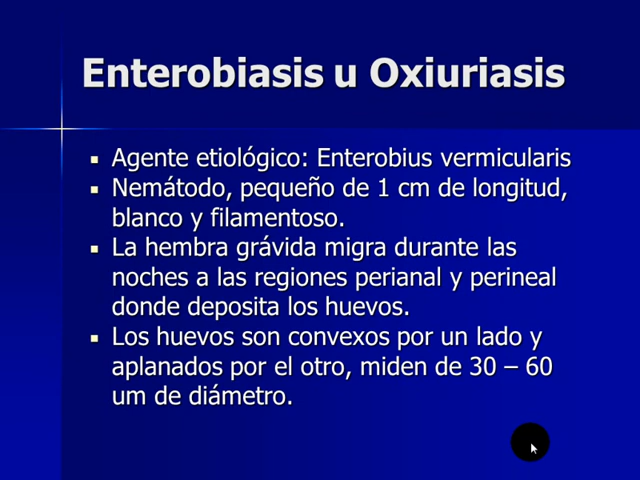 Enterobiasis u Oxiuriasis
▪ Agente etiológico: Enterobius vermicularis
▪ Nemátodo, pequeño de 1 cm de longitud,
blanco y filamentoso.
▪ La hembra grávida migra durante las
noches a las regiones perianal y perineal
donde deposita los huevos.
▪ Los huevos son convexos por un lado y
aplanados por el otro, miden de 30 – 60
um de diámetro.